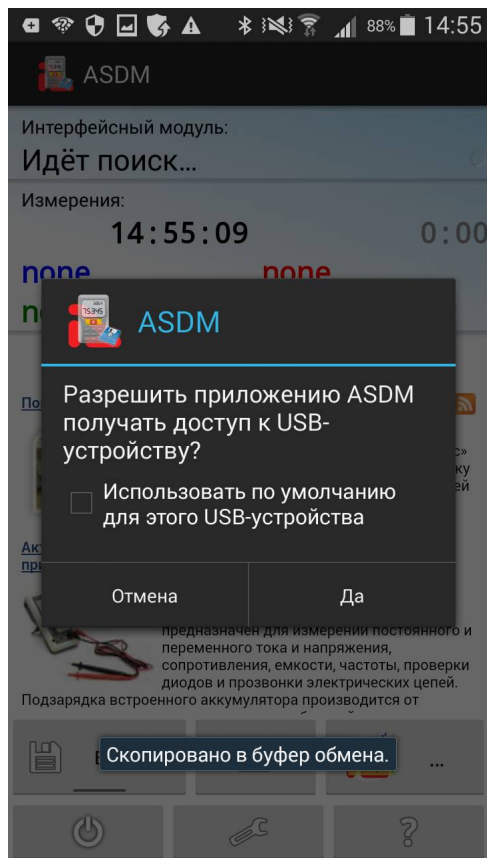 88% 14:55
ASDM
Интерфейсный модуль:
Идёт поиск...
Измерения:
14:55:09 0:00
none none
ASDM
Разрешить приложению ASDM
получать доступ к USB-
устройству?
Использовать по умолчанию
для этого USB-устройства
Отмена Да
предназначен для измерений постоянного и
переменного тока и напряжения,
сопротивления, емкости, частоты, проверки
диодов и прозвонки электрических цепей.
Подзарядка встроенного аккумулятора производится от
Скопировано в буфер обмена.
...